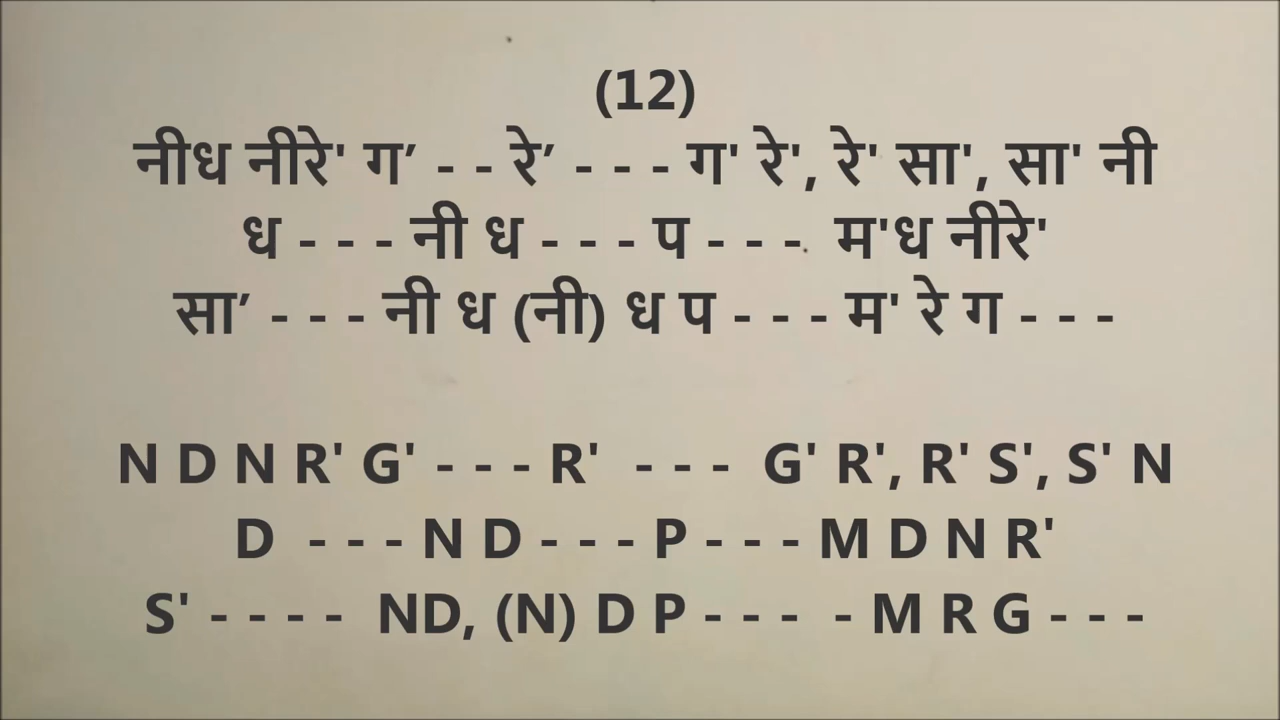 (12)
नीध नीरे' ग’ - - रे’ - - - ग' रे', रे' सा', सा' नी
ध - - - नी ध - - - प - - - म'ध नीरे'
सा’ - - - नी ध (नी) ध प - - - म' रे ग - - -
N D N R' G' - - - R' - - - G' R', R' S', S' N
D - - - N D - - - P - - - M D N R'
S' - - - - ND, (N) D P - - - - M R G - - -